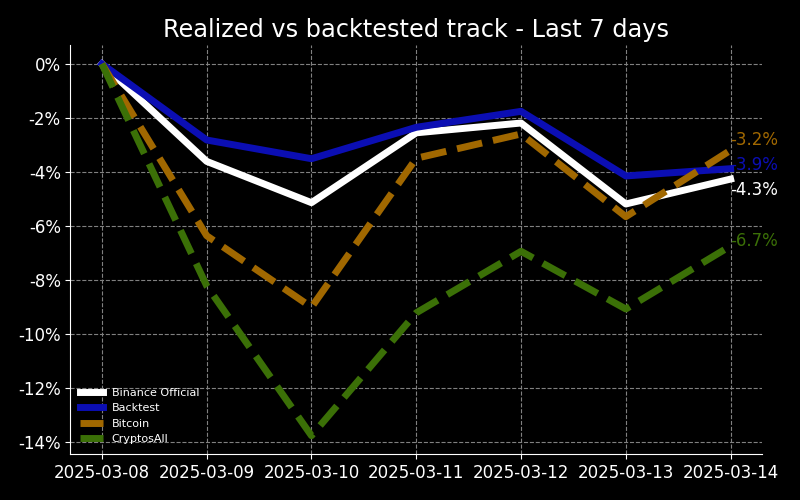 Realized vs backtested track - Last 7 days
0%
-2%
-4%
-6%
-8%
-10%
-12%
-14%
-3.2%
-3.9%
-4.3%
-6.7%
Binance Official
Backtest
Bitcoin
CryptosAll
2025-03-08 2025-03-09 2025-03-10 2025-03-11 2025-03-12 2025-03-13 2025-03-14